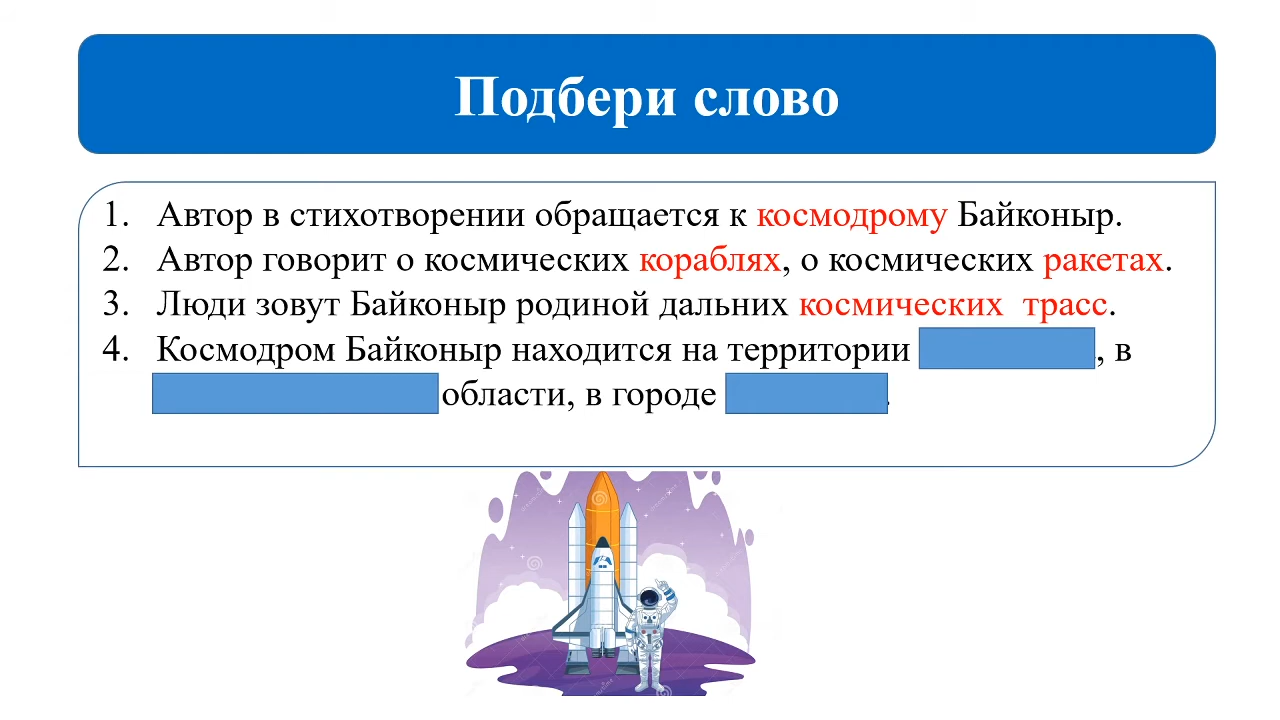 Подбери слово
1. Автор в стихотворении обращается к космодрому Байконыр.
2. Автор говорит о космических кораблях, о космических ракетах.
3. Люди зовут Байконыр родиной дальних космических трасс.
4. Космодром Байконыр находится на территории , в
области, в городе .